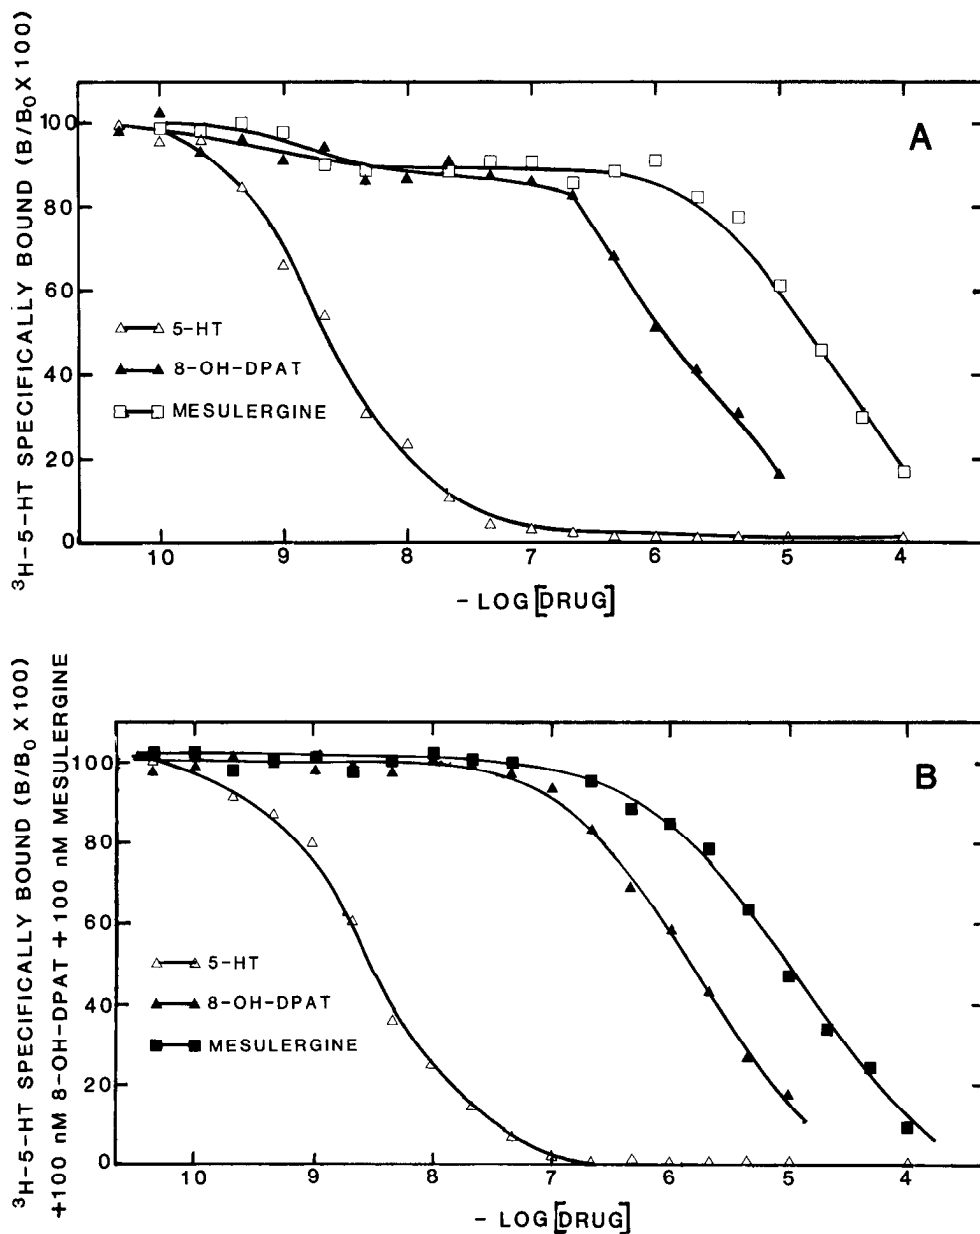 ³H-5-HT SPECIFICALLY BOUND (B/B₀ X 100)
A
100
80
60
40
20
0
5-HT
8-OH-DPAT
MESULERGINE
10 9 8 7 6 5 4
- LOG [DRUG]
³H-5-HT SPECIFICALLY BOUND (B/B₀ X 100)
+100 nM 8-OH-DPAT +100 nM MESULERGINE
B
100
80
60
40
20
0
5-HT
8-OH-DPAT
MESULERGINE
10 9 8 7 6 5 4
- LOG [DRUG]